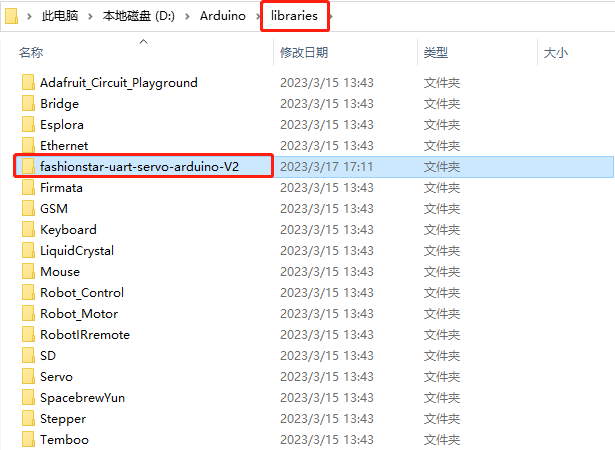 此电脑 > 本地磁盘 (D:) > Arduino > libraries >
名称 修改日期 类型 大小
Adafruit_Circuit_Playground 2023/3/15 13:43 文件夹
Bridge 2023/3/15 13:43 文件夹
Esplora 2023/3/15 13:43 文件夹
Ethernet 2023/3/15 13:43 文件夹
fashionstar-uart-servo-arduino-V2 2023/3/17 17:11 文件夹
Firmata 2023/3/15 13:43 文件夹
GSM 2023/3/15 13:43 文件夹
Keyboard 2023/3/15 13:43 文件夹
LiquidCrystal 2023/3/15 13:43 文件夹
Mouse 2023/3/15 13:43 文件夹
Robot_Control 2023/3/15 13:43 文件夹
Robot_Motor 2023/3/15 13:43 文件夹
RobotIRremote 2023/3/15 13:43 文件夹
SD 2023/3/15 13:43 文件夹
Servo 2023/3/15 13:43 文件夹
SpacebrewYun 2023/3/15 13:43 文件夹
Stepper 2023/3/15 13:43 文件夹
Temboo 2023/3/15 13:43 文件夹